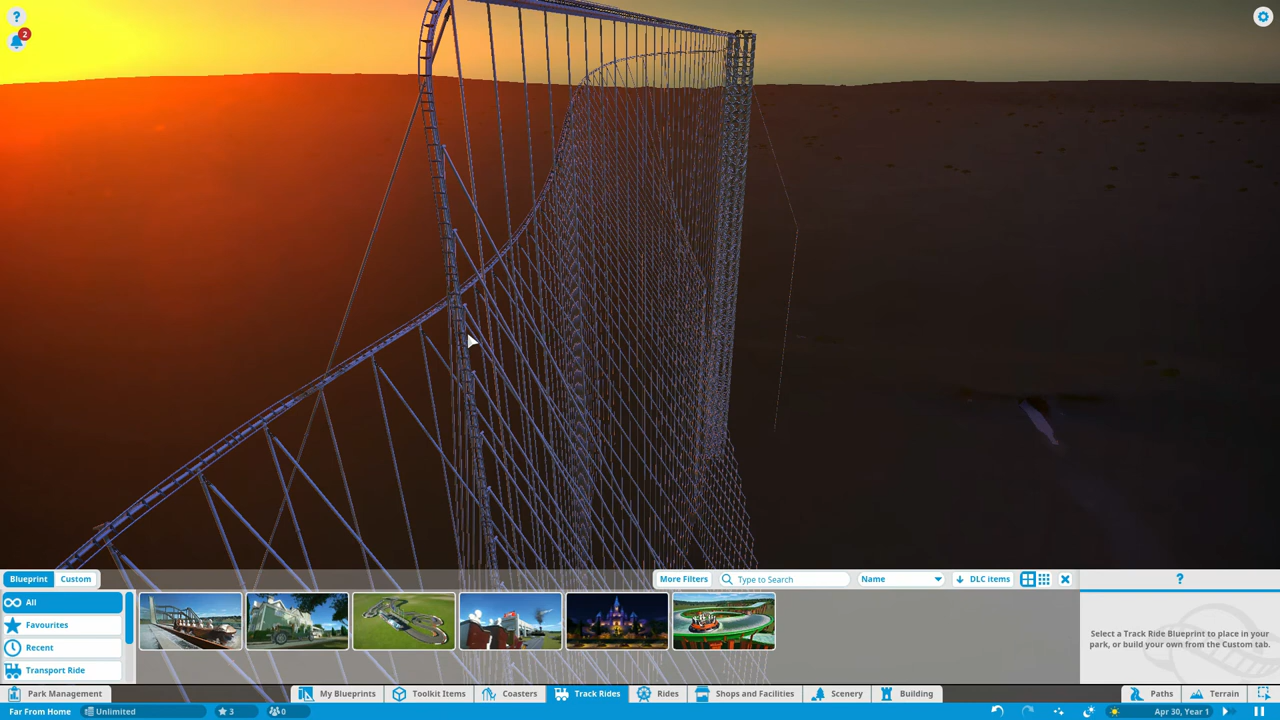 ?
2
Blueprint Custom More Filters Type to Search Name DLC items ?
All
Favourites
Recent
Transport Ride
Select a Track Ride Blueprint to place in your
park, or build your own from the Custom tab.
Park Management My Blueprints Toolkit Items Coasters Track Rides Rides Shops and Facilities Scenery Building Paths Terrain
Far From Home Unlimited 3 0 Apr 30, Year 1